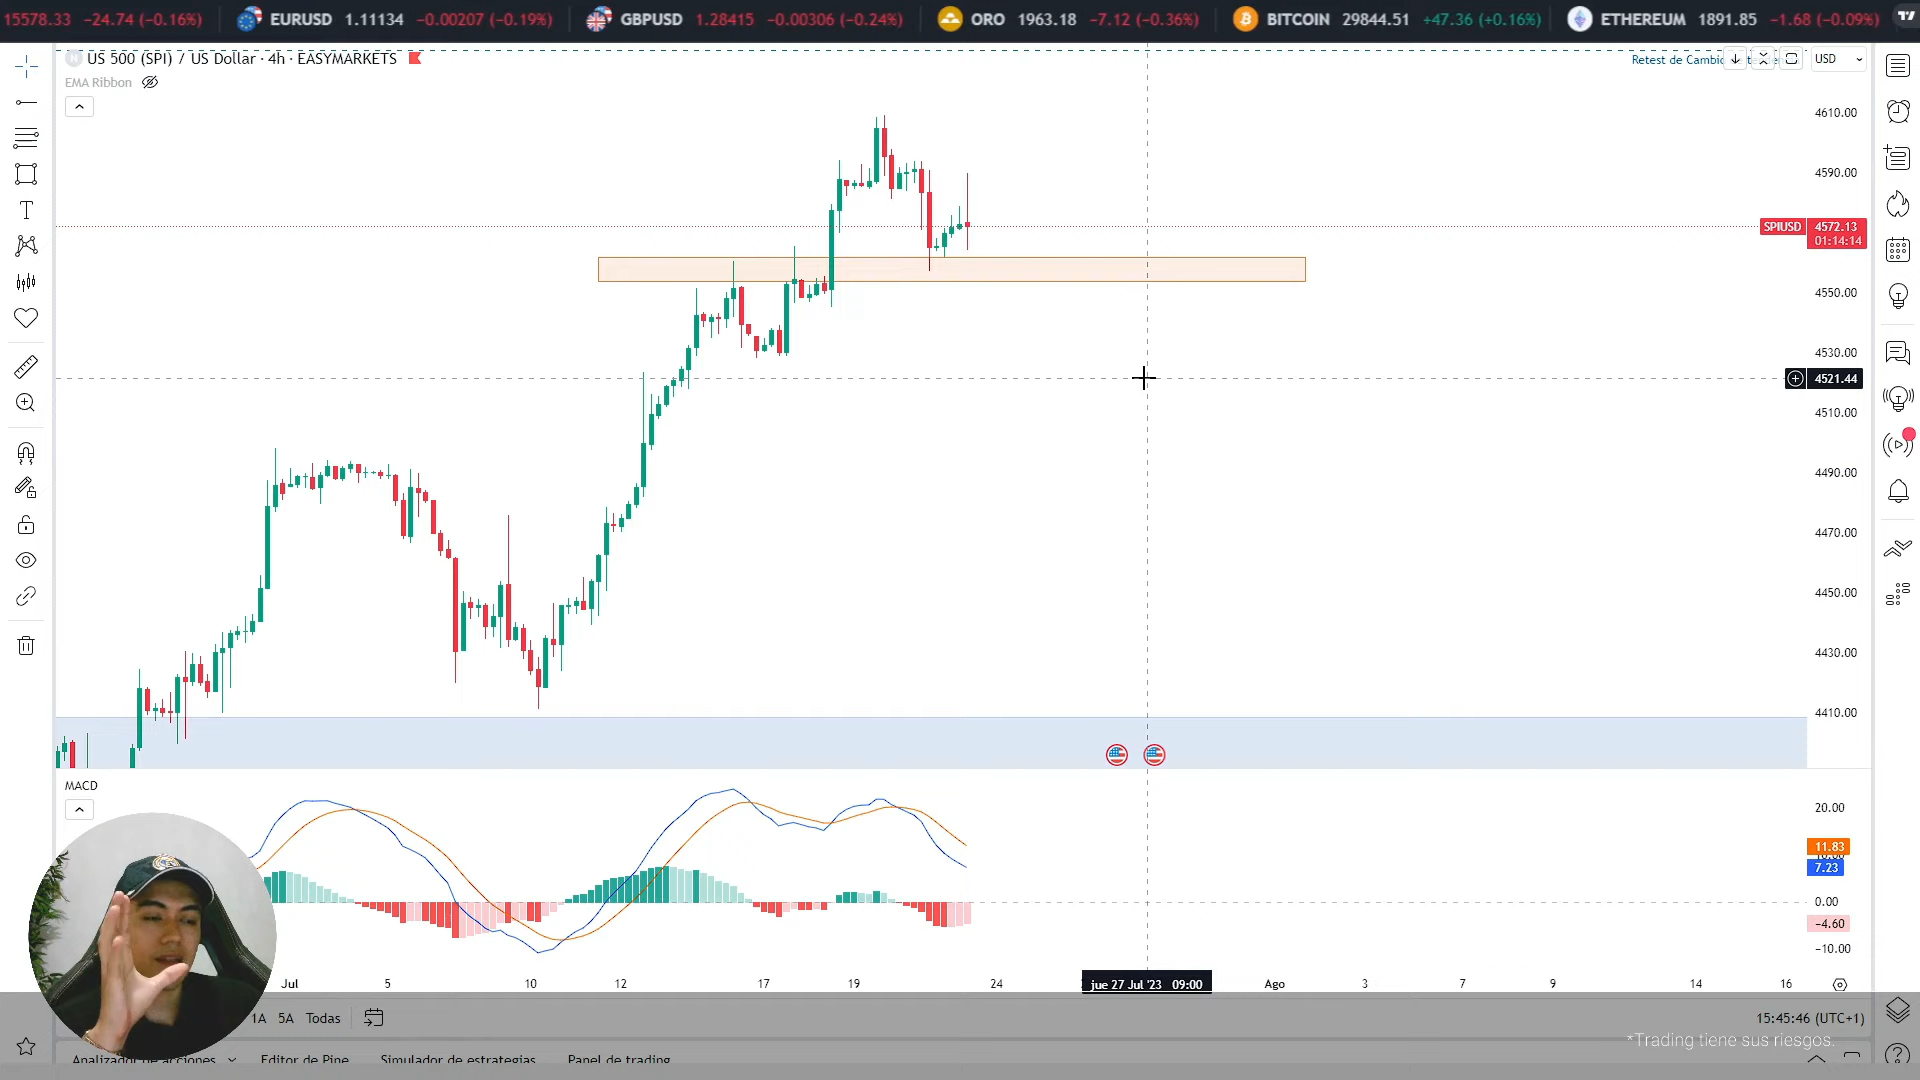 15578.33 −24.74 (−0.16%) EURUSD 1.11134 −0.00207 (−0.19%) GBPUSD 1.28415 −0.00306 (−0.24%) ORO 1963.18 −7.12 (−0.36%) BITCOIN 29844.51 +47.36 (+0.16%) ETHEREUM 1891.85 −1.68 (−0.09%)
N US 500 (SPI) / US Dollar · 4h · EASYMARKETS
Retest de Cambio
USD
EMA Ribbon
4610.00
4590.00
SPIUSD 4572.13
01:14:14
4550.00
4530.00
4521.44
4510.00
4490.00
4470.00
4450.00
4430.00
4410.00
MACD
20.00
11.83
7.23
0.00
−4.60
−10.00
Jul 5 10 12 17 19 24 jue 27 Jul '23 09:00 Ago 3 7 9 14 16
1A 5A Todas
15:45:46 (UTC+1)
*Trading tiene sus riesgos.
Analizador de acciones Editor de Pine Simulador de estrategias Panel de trading